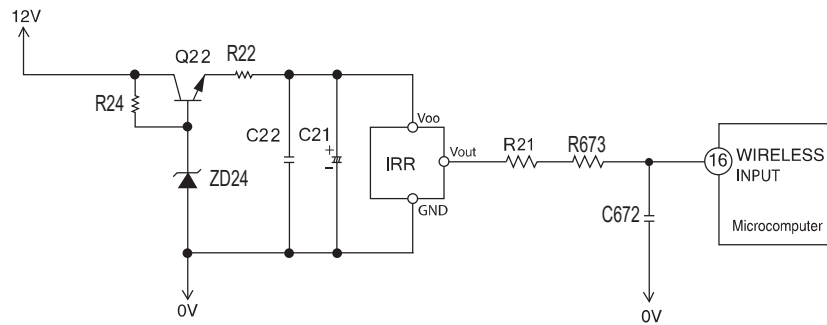 12V
Q22
R22
R24
ZD24
C22
C21
+
-
Voo
IRR
Vout
GND
R21
R673
C672
16
WIRELESS
INPUT
Microcomputer
0V
0V